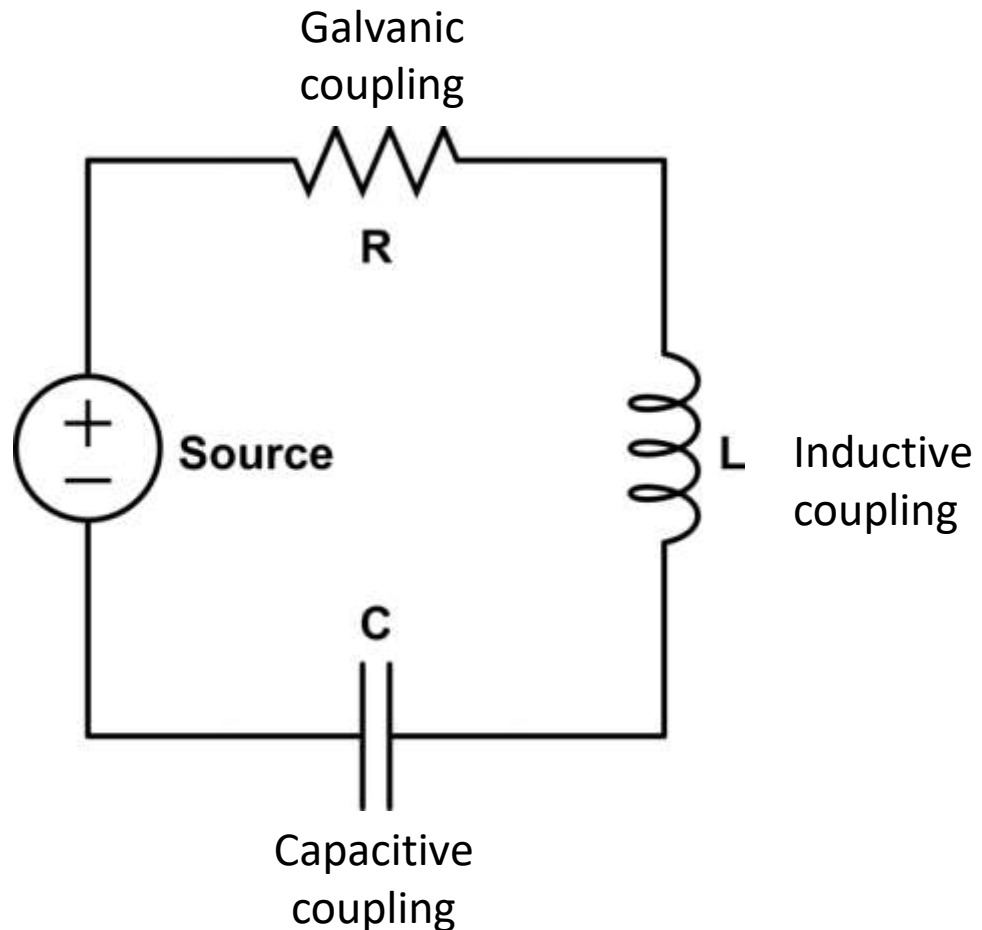 Galvanic
coupling
R
+
−
Source
L
Inductive
coupling
C
Capacitive
coupling